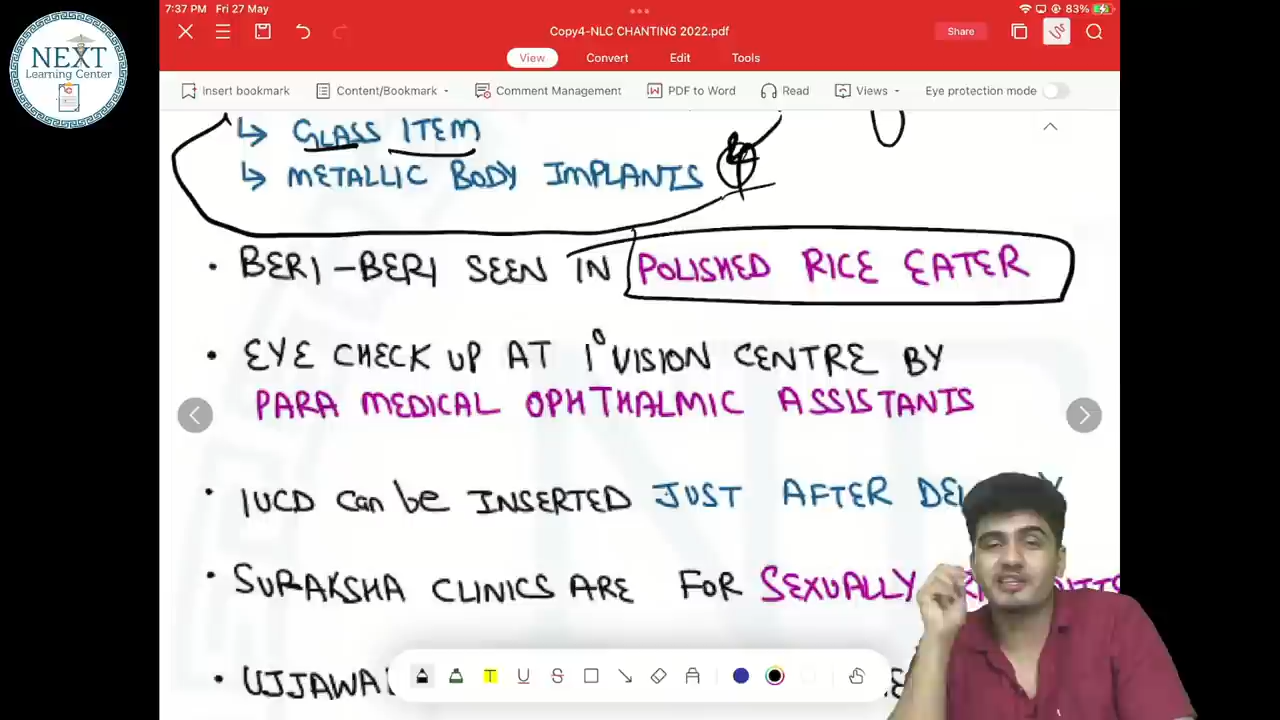 7:37 PM Fri 27 May
83%
Copy4-NLC CHANTING 2022.pdf
Share
View Convert Edit Tools
Insert bookmark Content/Bookmark Comment Management PDF to Word Read Views Eye protection mode
NEXT
Learning Center
↳ GLASS ITEM
↳ METALLIC BODY IMPLANTS
• BERI-BERI SEEN IN POLISHED RICE EATER
• EYE CHECK UP AT 1° VISION CENTRE BY
PARA MEDICAL OPHTHALMIC ASSISTANTS
• IUCD can be INSERTED JUST AFTER
• SURAKSHA CLINICS ARE FOR SEXUALLY